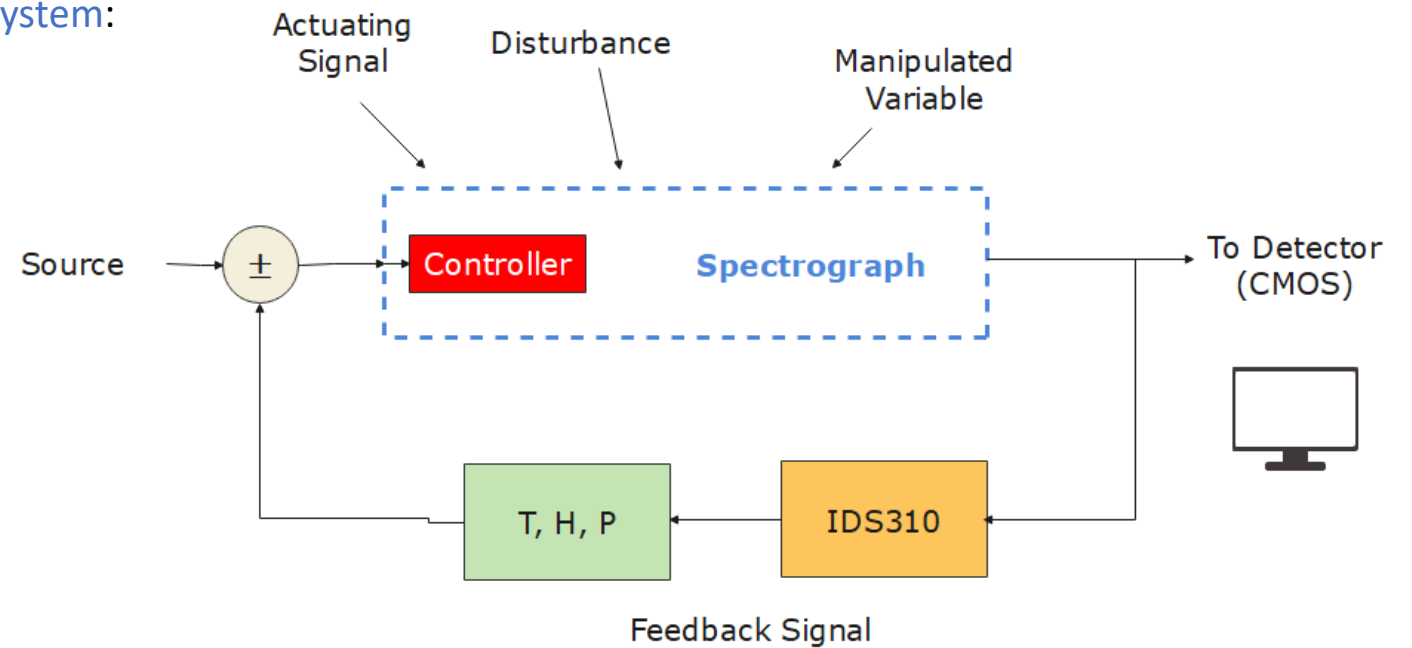 ystem:
Actuating
Signal
Disturbance
Manipulated
Variable
Source
±
Controller
Spectrograph
To Detector
(CMOS)
T, H, P
IDS310
Feedback Signal